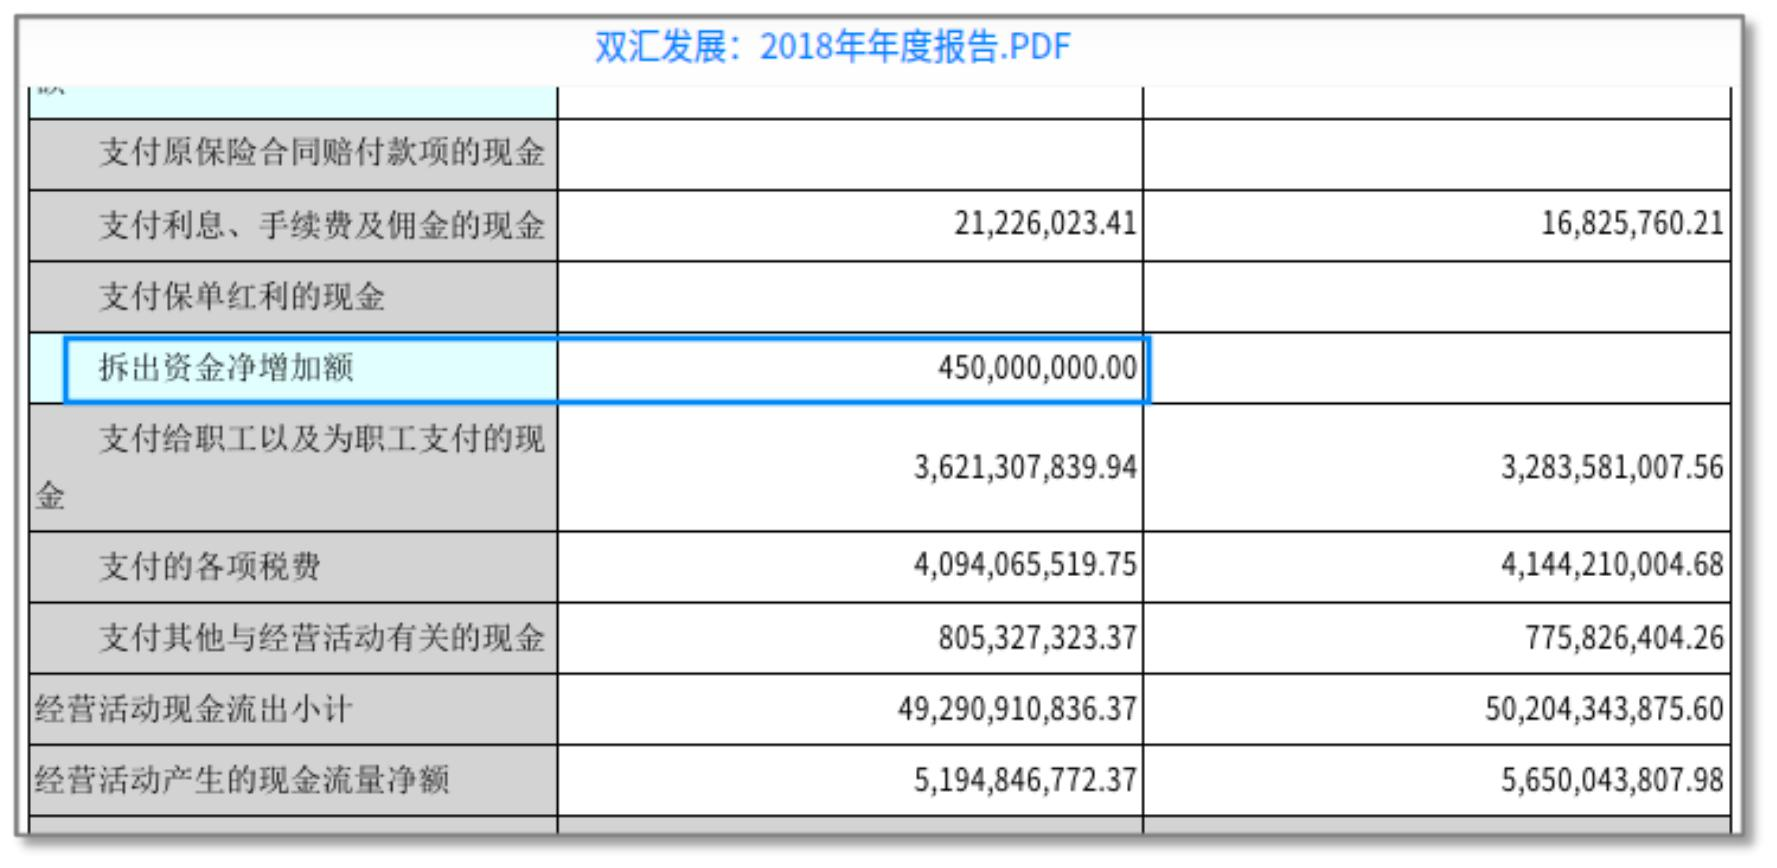 双汇发展：2018年年度报告.PDF
支付原保险合同赔付款项的现金
支付利息、手续费及佣金的现金 21,226,023.41 16,825,760.21
支付保单红利的现金
拆出资金净增加额 450,000,000.00
支付给职工以及为职工支付的现
金 3,621,307,839.94 3,283,581,007.56
支付的各项税费 4,094,065,519.75 4,144,210,004.68
支付其他与经营活动有关的现金 805,327,323.37 775,826,404.26
经营活动现金流出小计 49,290,910,836.37 50,204,343,875.60
经营活动产生的现金流量净额 5,194,846,772.37 5,650,043,807.98